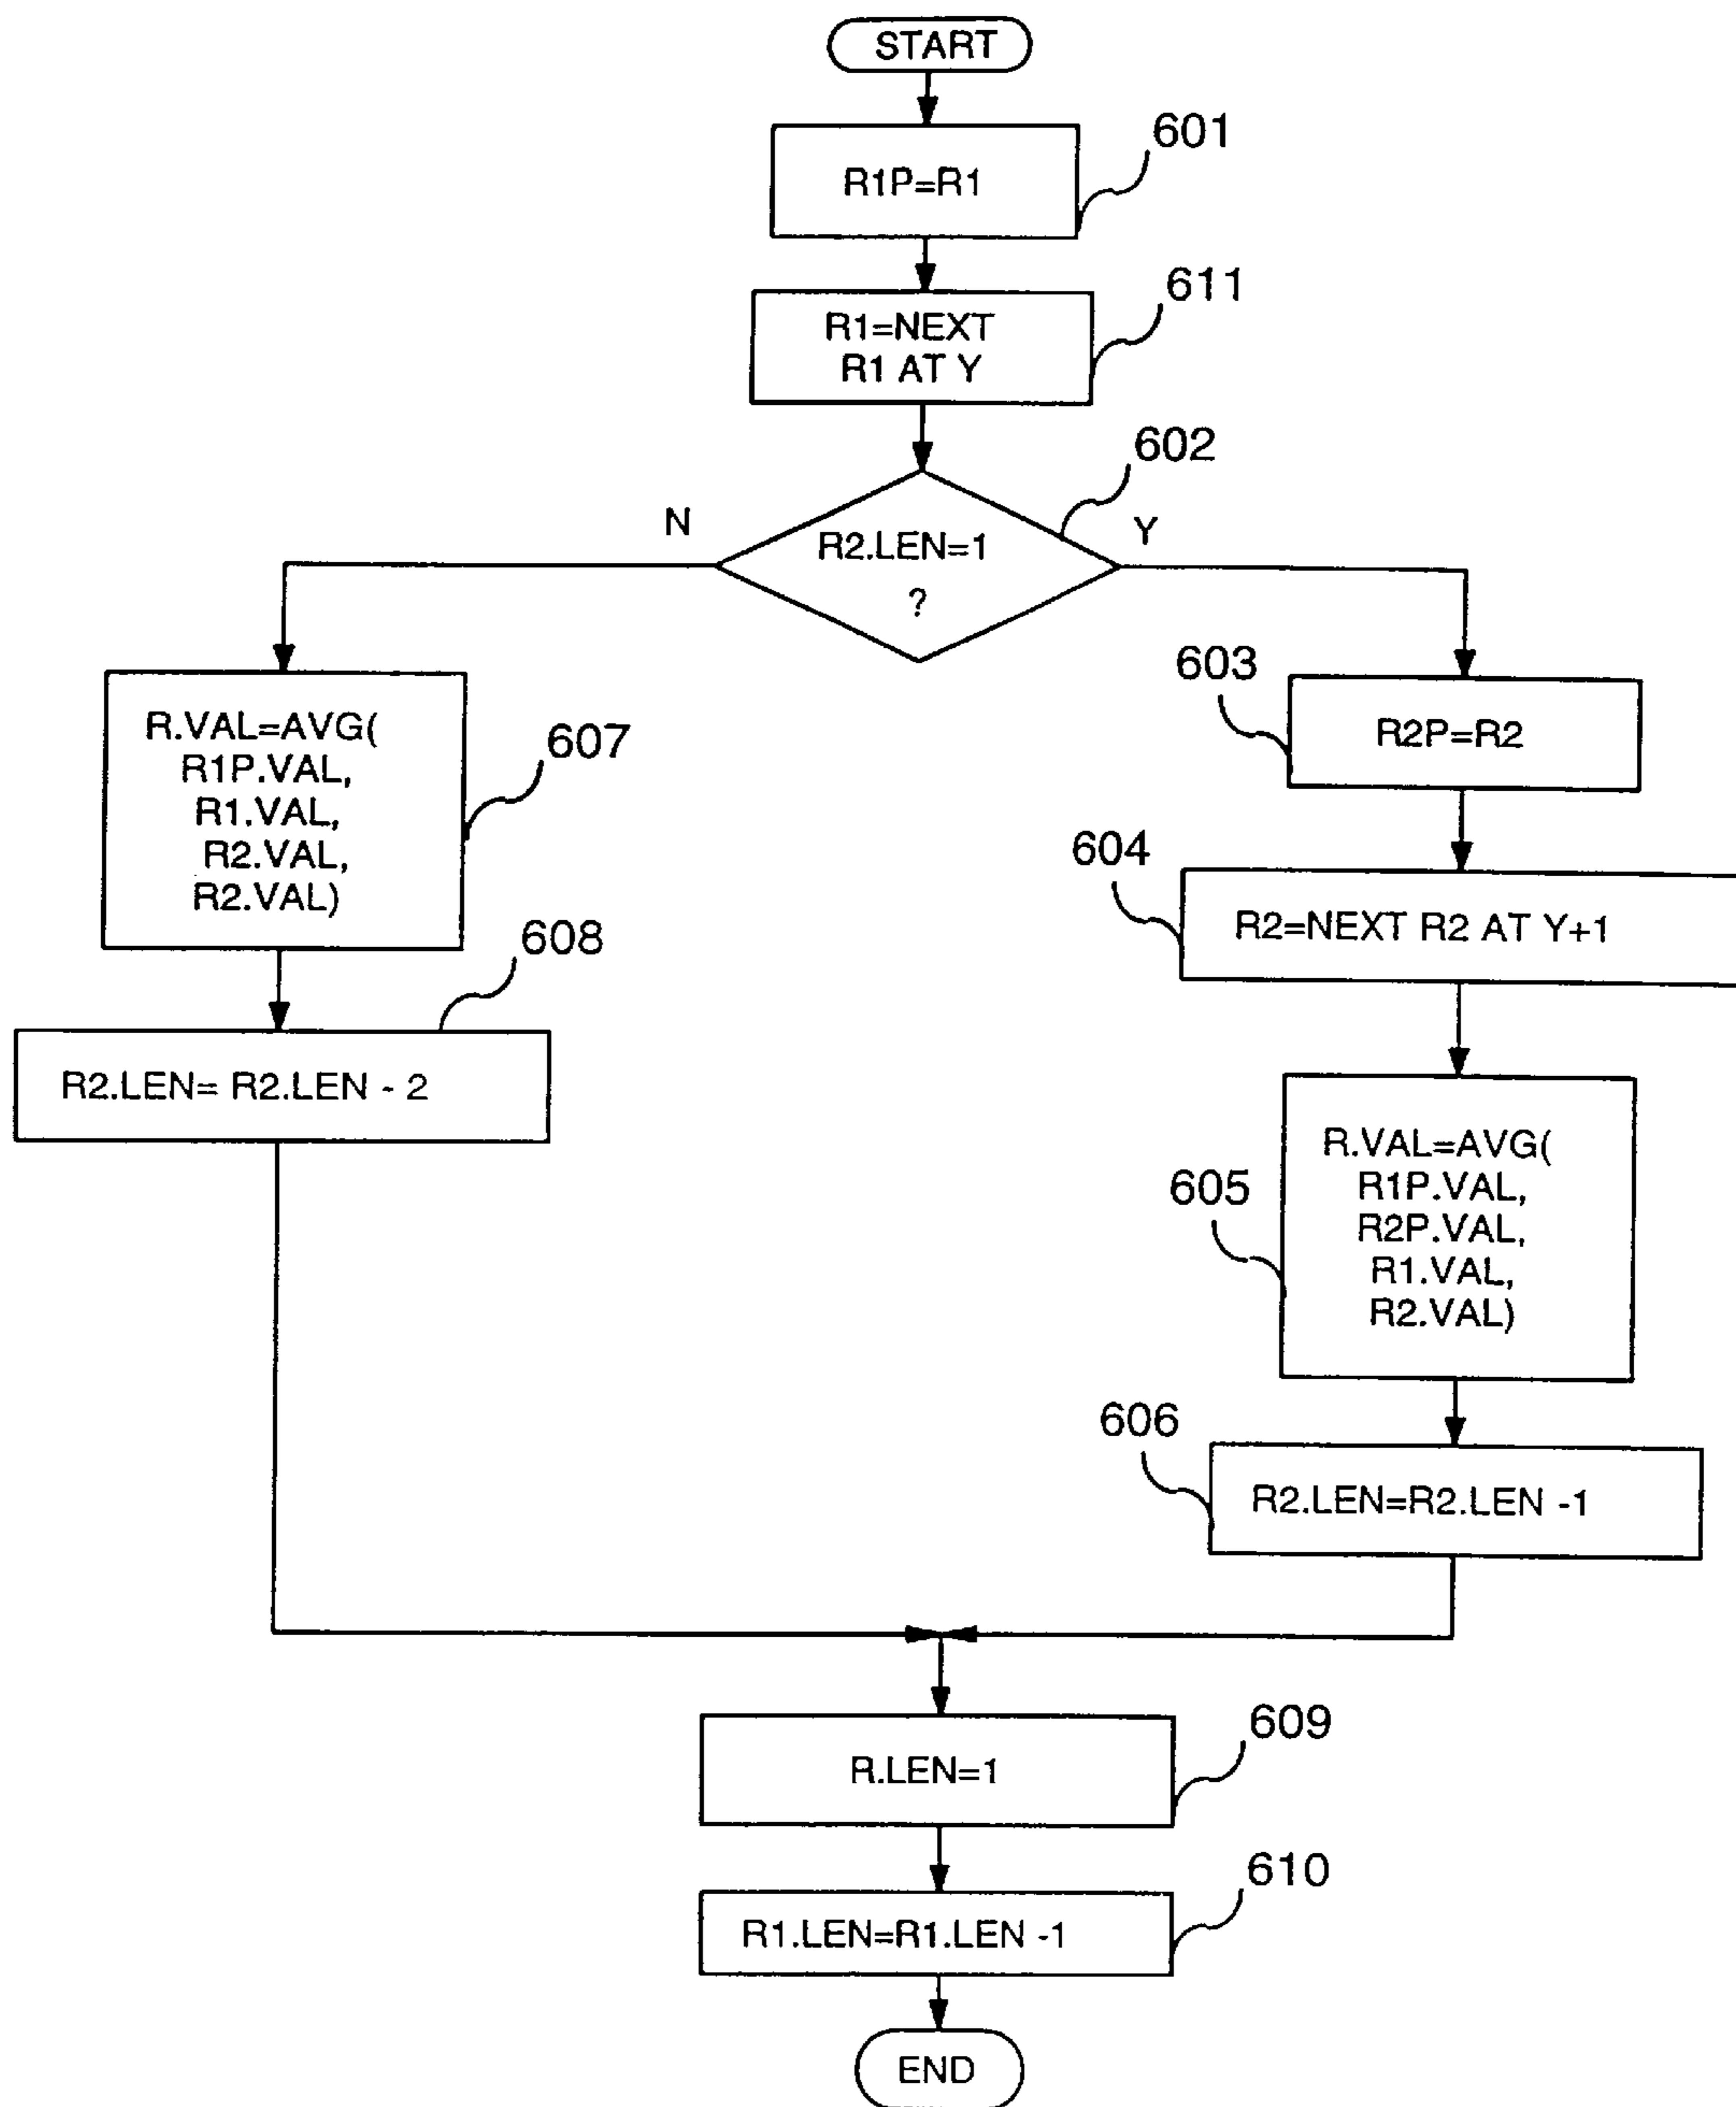 START
601
R1P=R1
611
R1=NEXT
R1 AT Y
602
N
Y
R2.LEN=1
?
607
R.VAL=AVG(
R1P.VAL,
R1.VAL,
R2.VAL,
R2.VAL)
608
R2.LEN= R2.LEN - 2
603
R2P=R2
604
R2=NEXT R2 AT Y+1
605
R.VAL=AVG(
R1P.VAL,
R2P.VAL,
R1.VAL,
R2.VAL)
606
R2.LEN=R2.LEN -1
609
R.LEN=1
610
R1.LEN=R1.LEN -1
END